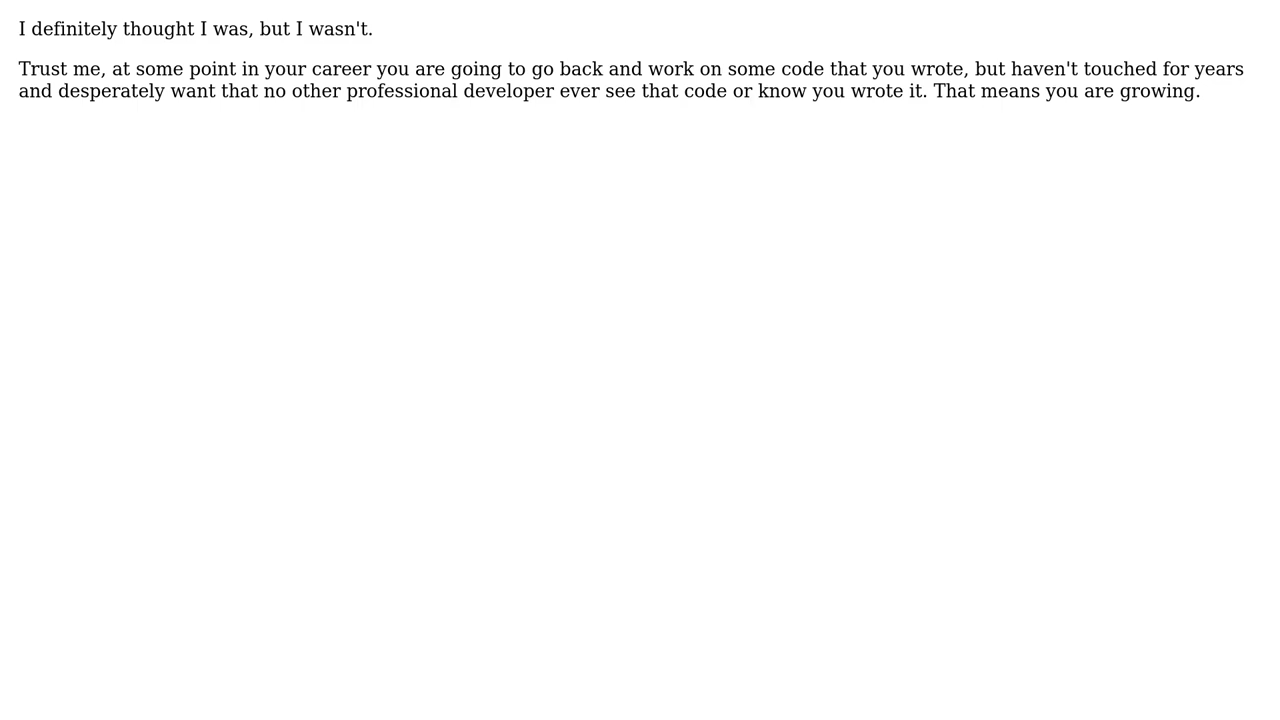 I definitely thought I was, but I wasn't.
Trust me, at some point in your career you are going to go back and work on some code that you wrote, but haven't touched for years
and desperately want that no other professional developer ever see that code or know you wrote it. That means you are growing.